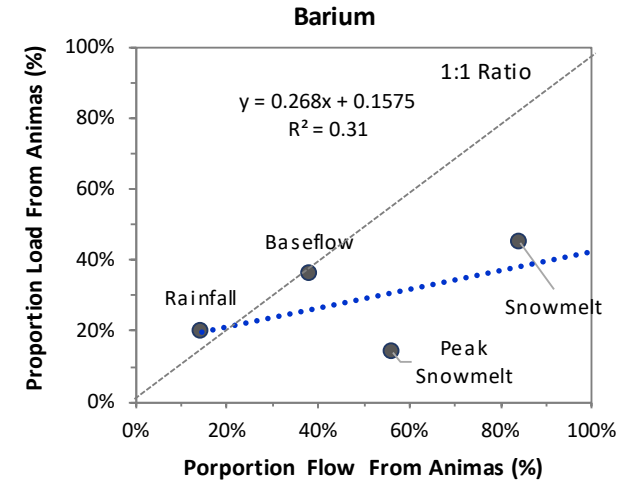 Barium
Proportion Load From Animas (%)
100%
80%
60%
40%
20%
0%
1:1 Ratio
y = 0.268x + 0.1575
R² = 0.31
Baseflow
Rainfall
Snowmelt
Peak
Snowmelt
0%
20%
40%
60%
80%
100%
Porportion Flow From Animas (%)